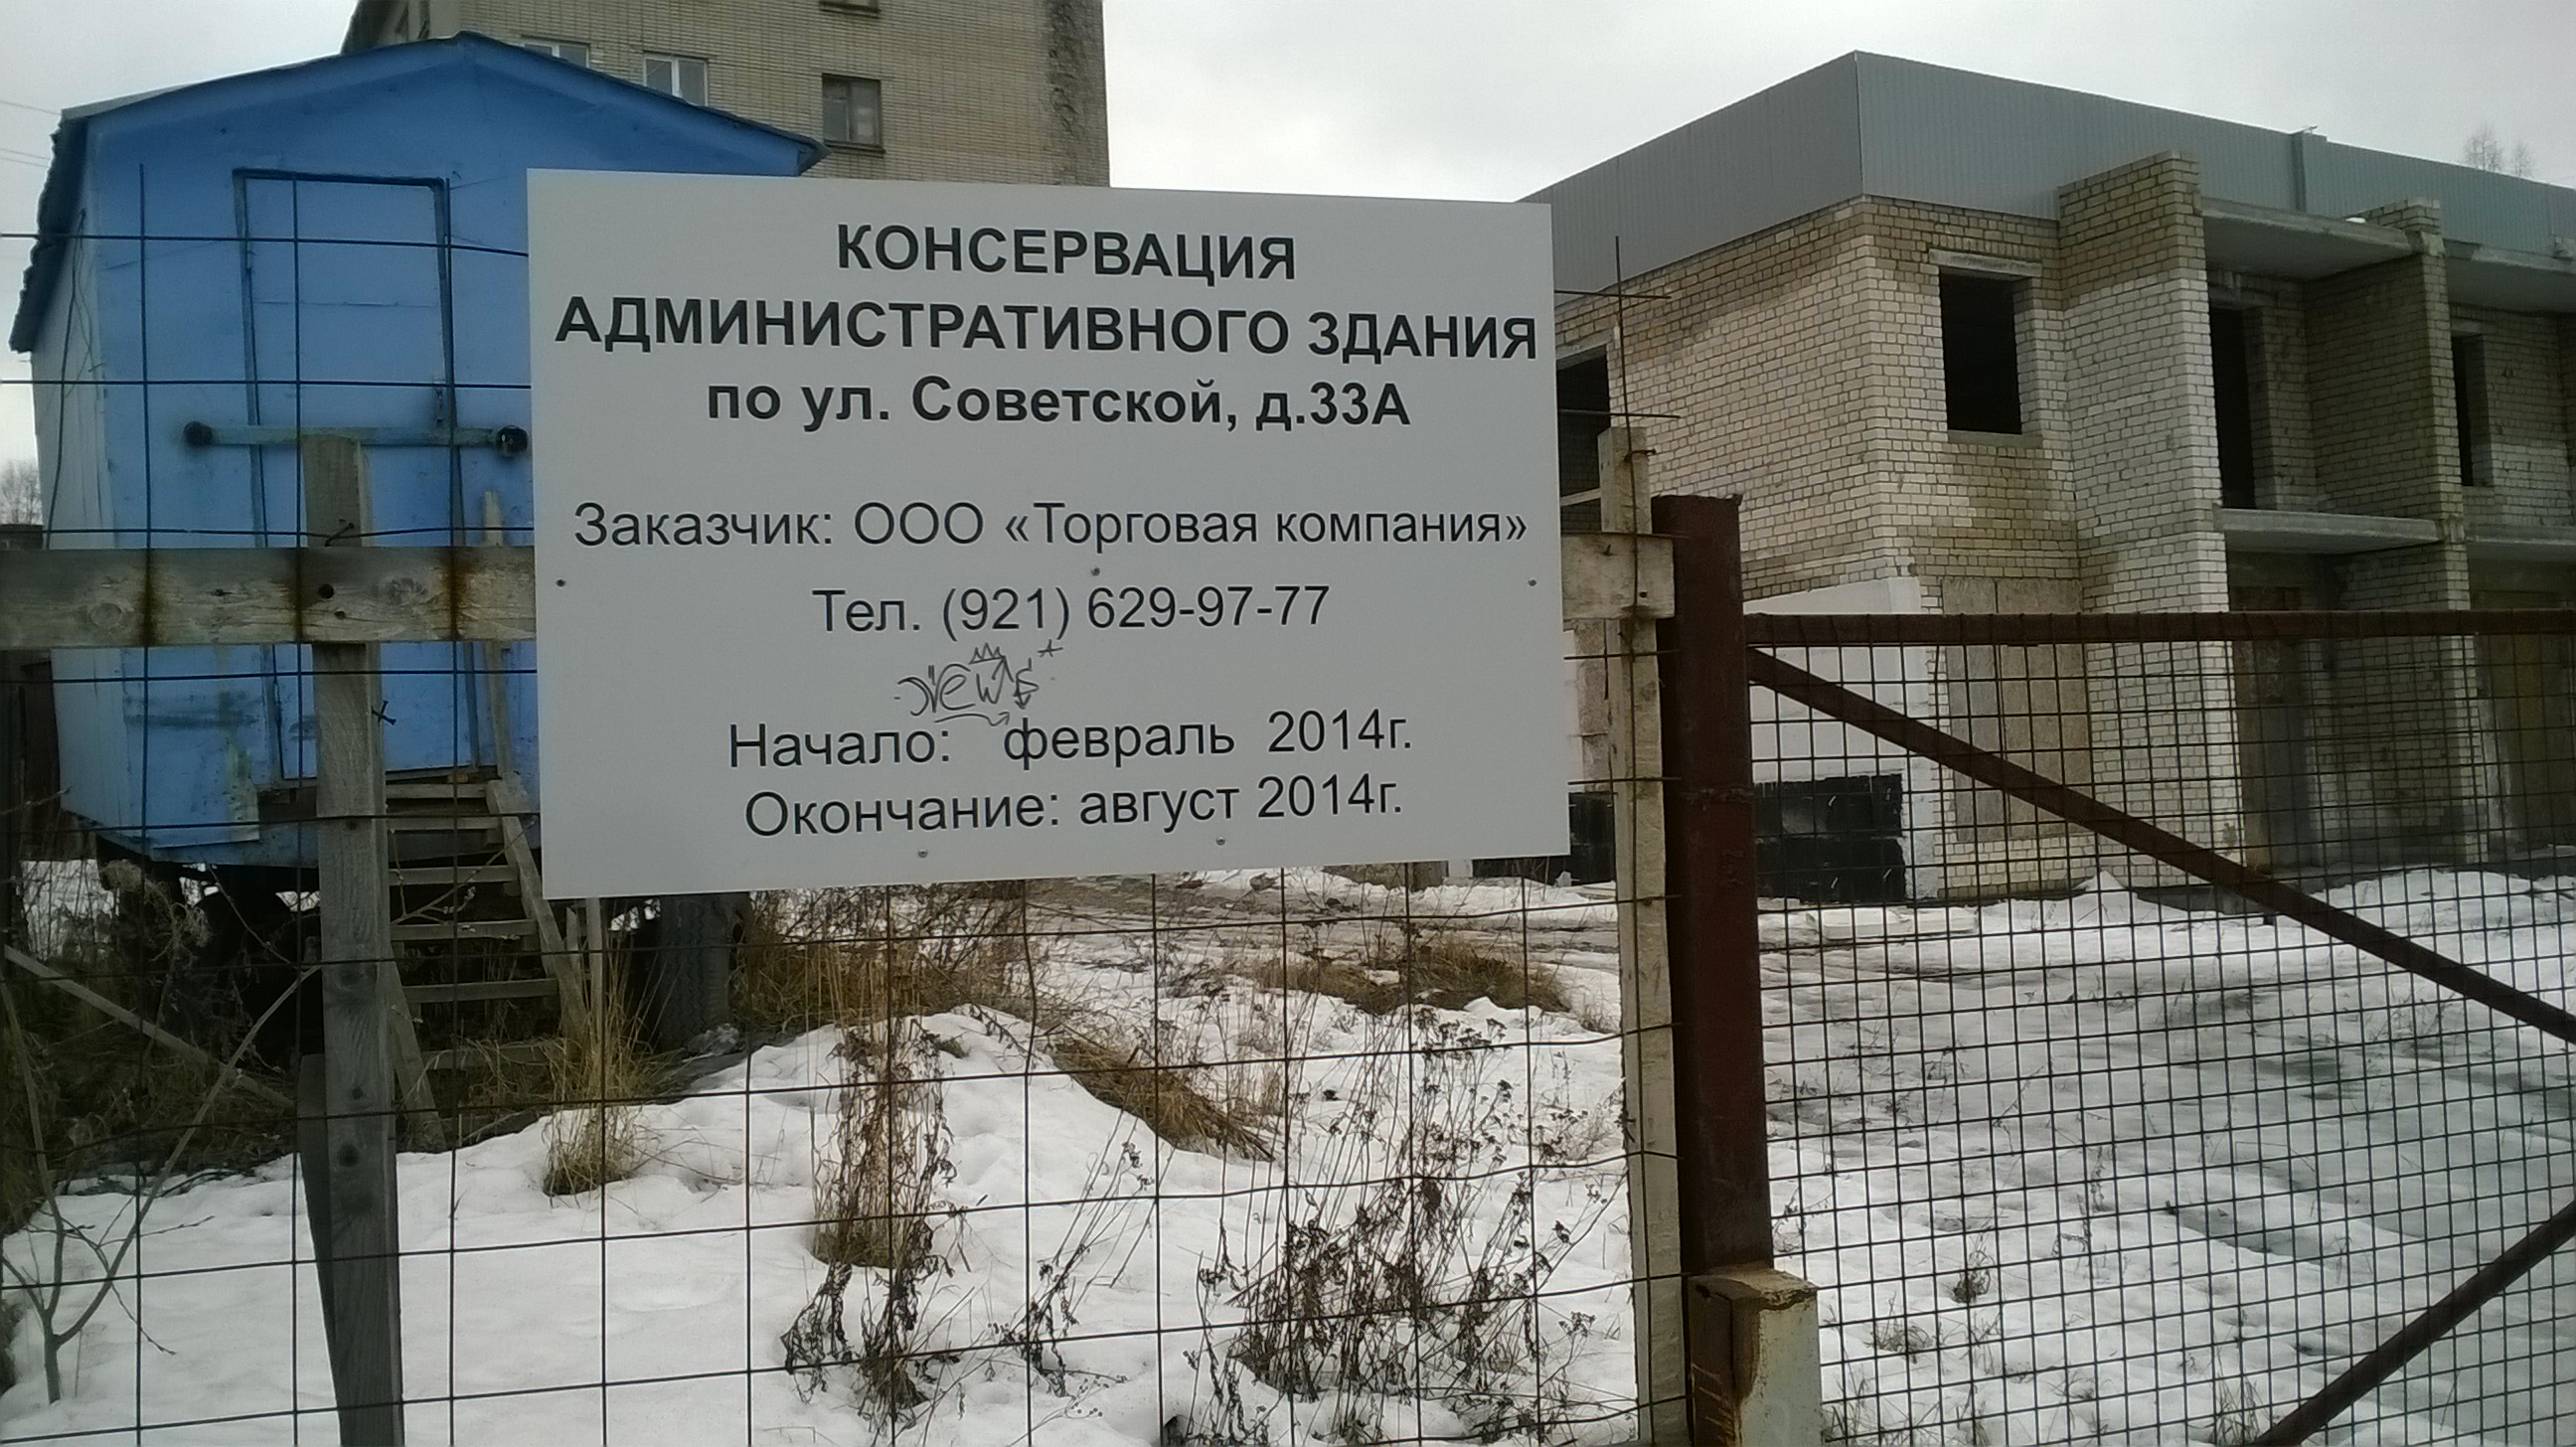 КОНСЕРВАЦИЯ
АДМИНИСТРАТИВНОГО ЗДАНИЯ
по ул. Советской, д.33А
Заказчик: ООО «Торговая компания»
Тел. (921) 629-97-77
Начало: февраль 2014г.
Окончание: август 2014г.